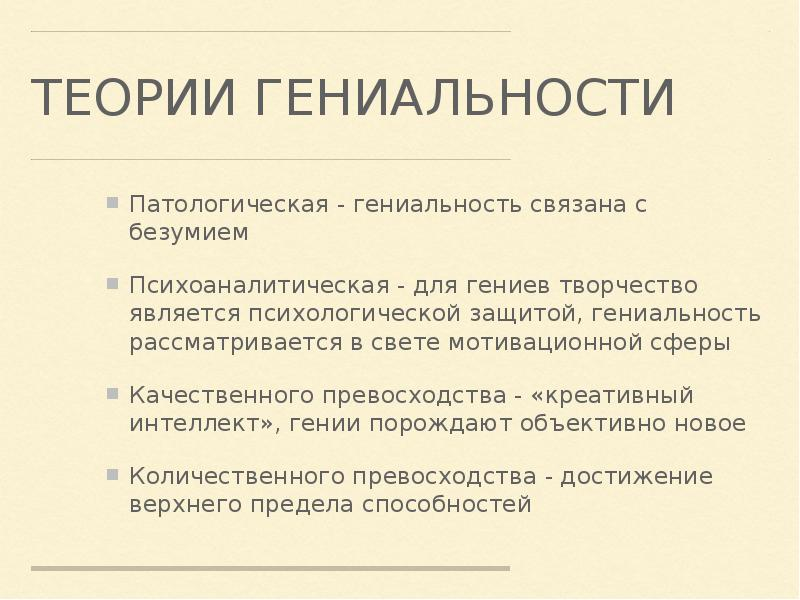 ТЕОРИИ ГЕНИАЛЬНОСТИ
Патологическая - гениальность связана с
безумием
Психоаналитическая - для гениев творчество
является психологической защитой, гениальность
рассматривается в свете мотивационной сферы
Качественного превосходства - «креативный
интеллект», гении порождают объективно новое
Количественного превосходства - достижение
верхнего предела способностей